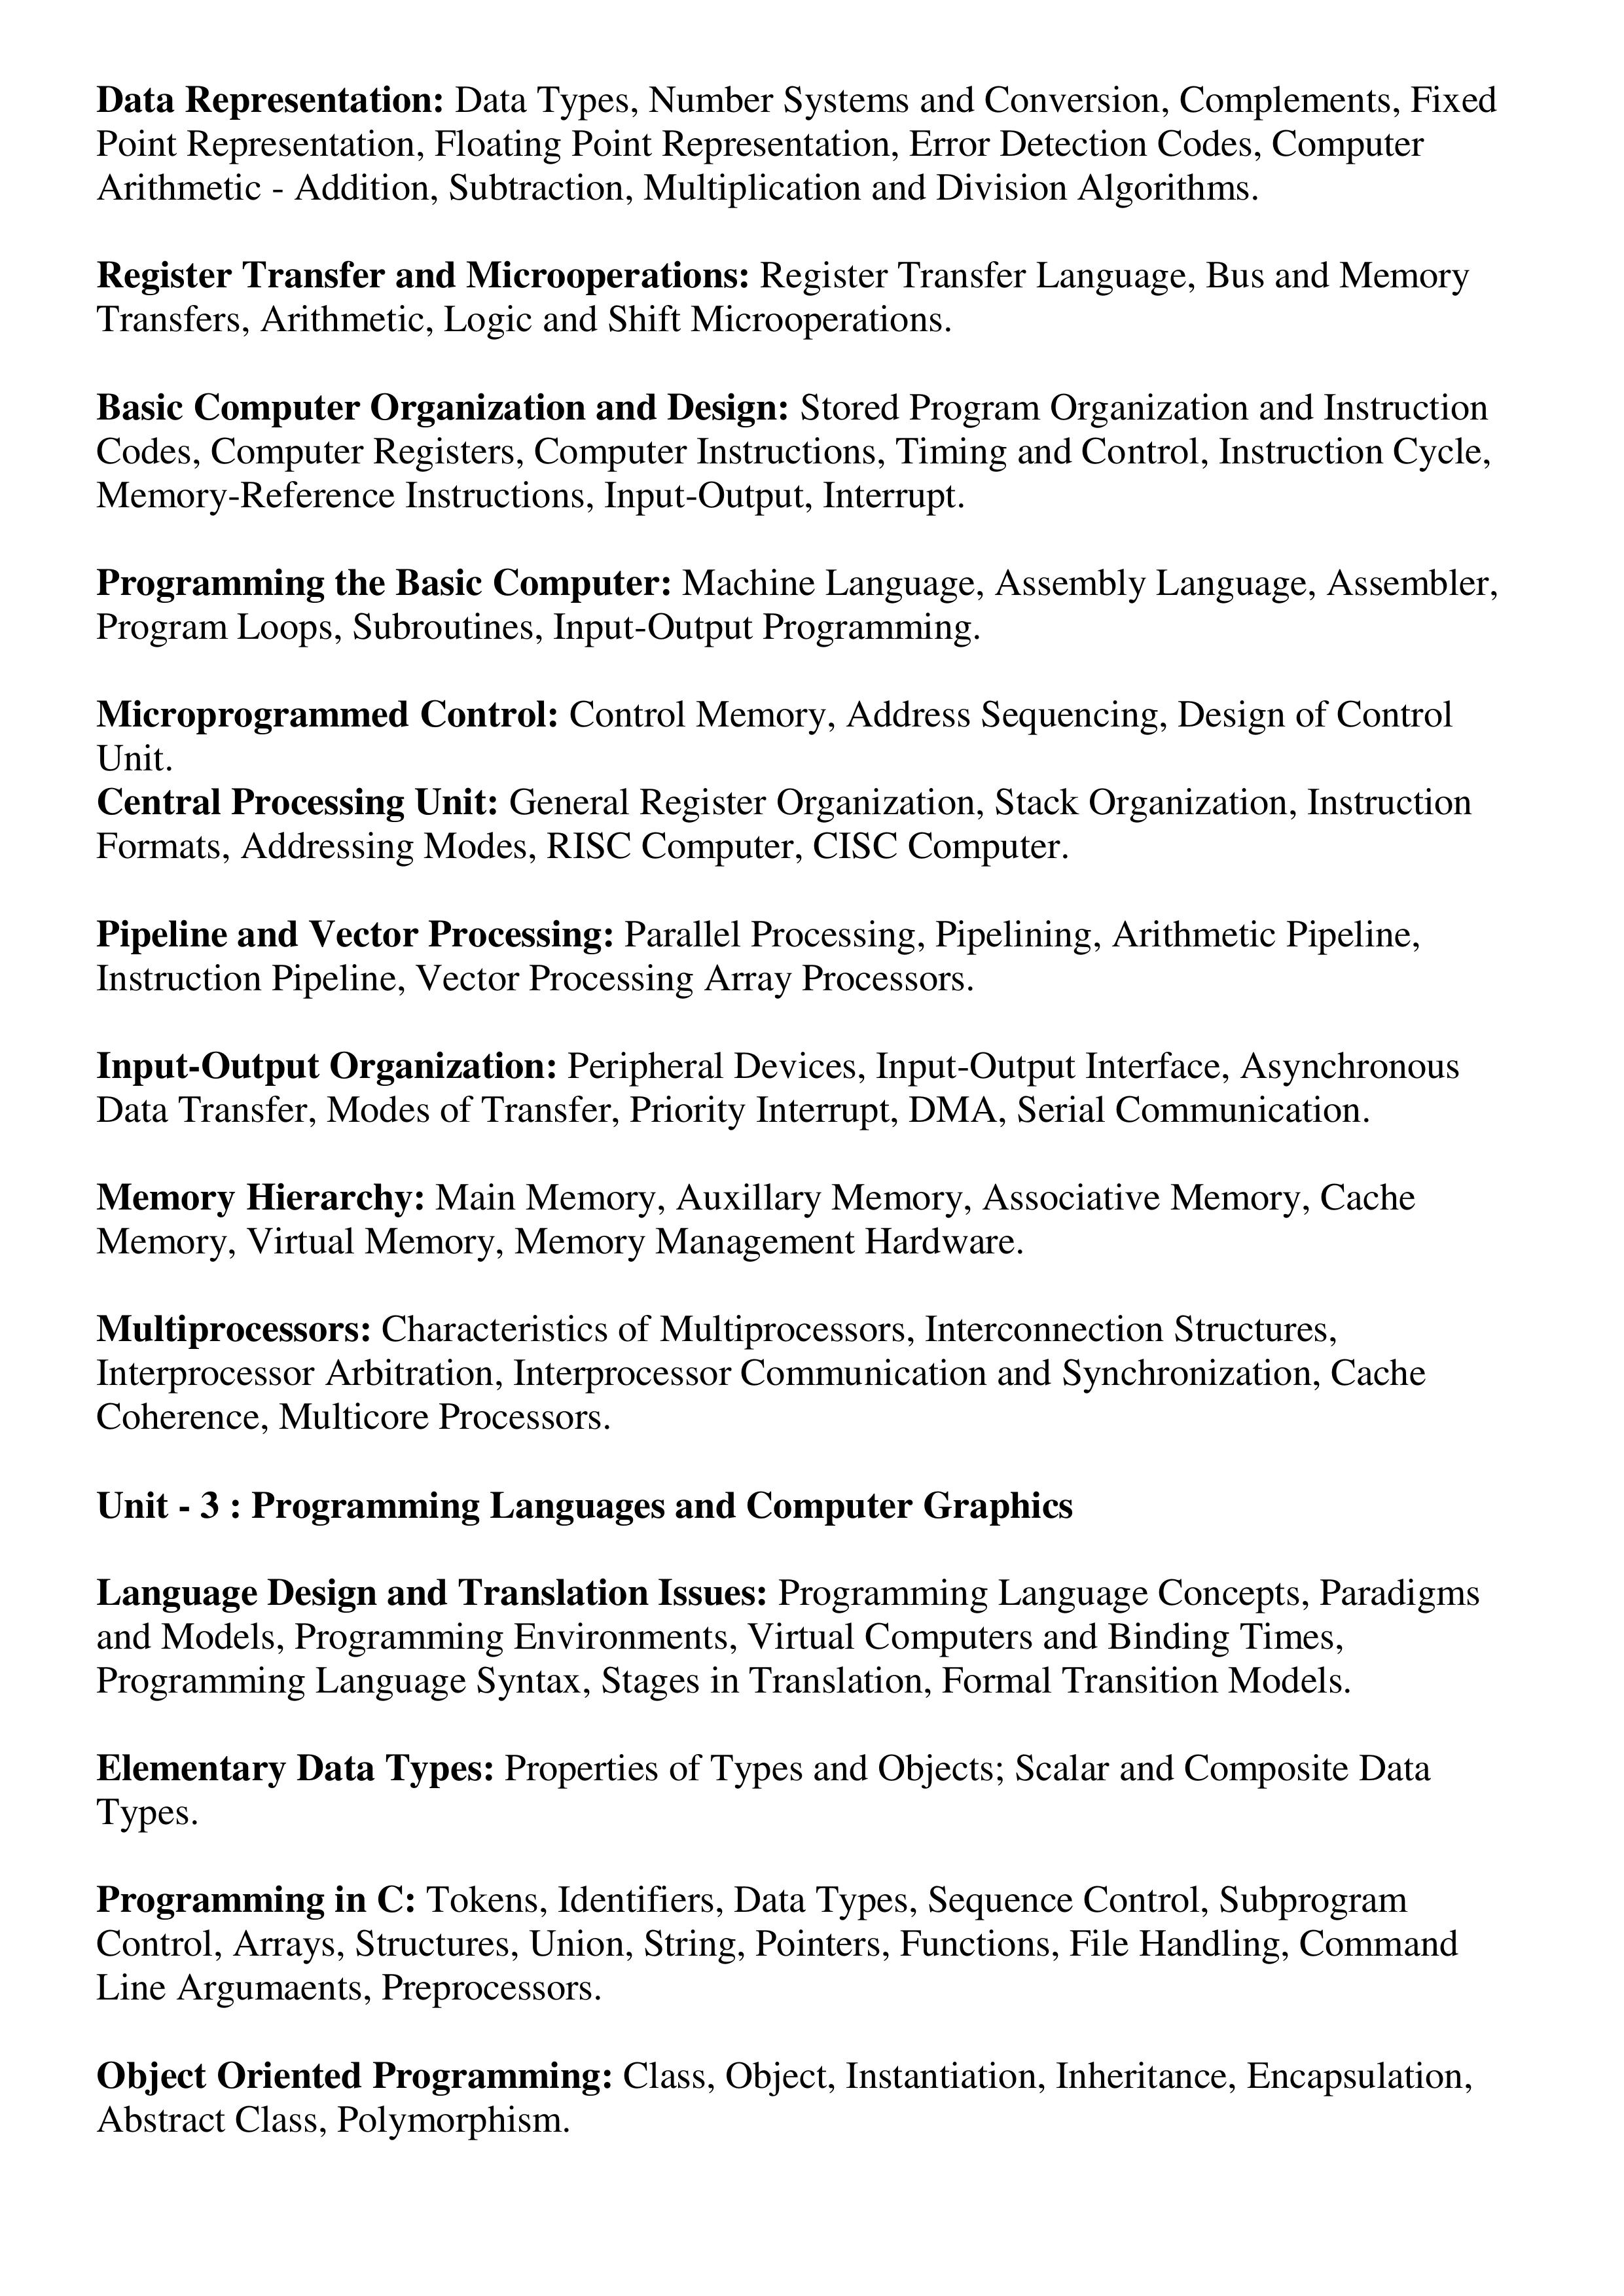 Data Representation: Data Types, Number Systems and Conversion, Complements, Fixed
Point Representation, Floating Point Representation, Error Detection Codes, Computer
Arithmetic - Addition, Subtraction, Multiplication and Division Algorithms.
Register Transfer and Microoperations: Register Transfer Language, Bus and Memory
Transfers, Arithmetic, Logic and Shift Microoperations.
Basic Computer Organization and Design: Stored Program Organization and Instruction
Codes, Computer Registers, Computer Instructions, Timing and Control, Instruction Cycle,
Memory-Reference Instructions, Input-Output, Interrupt.
Programming the Basic Computer: Machine Language, Assembly Language, Assembler,
Program Loops, Subroutines, Input-Output Programming.
Microprogrammed Control: Control Memory, Address Sequencing, Design of Control
Unit.
Central Processing Unit: General Register Organization, Stack Organization, Instruction
Formats, Addressing Modes, RISC Computer, CISC Computer.
Pipeline and Vector Processing: Parallel Processing, Pipelining, Arithmetic Pipeline,
Instruction Pipeline, Vector Processing Array Processors.
Input-Output Organization: Peripheral Devices, Input-Output Interface, Asynchronous
Data Transfer, Modes of Transfer, Priority Interrupt, DMA, Serial Communication.
Memory Hierarchy: Main Memory, Auxillary Memory, Associative Memory, Cache
Memory, Virtual Memory, Memory Management Hardware.
Multiprocessors: Characteristics of Multiprocessors, Interconnection Structures,
Interprocessor Arbitration, Interprocessor Communication and Synchronization, Cache
Coherence, Multicore Processors.
Unit - 3 : Programming Languages and Computer Graphics
Language Design and Translation Issues: Programming Language Concepts, Paradigms
and Models, Programming Environments, Virtual Computers and Binding Times,
Programming Language Syntax, Stages in Translation, Formal Transition Models.
Elementary Data Types: Properties of Types and Objects; Scalar and Composite Data
Types.
Programming in C: Tokens, Identifiers, Data Types, Sequence Control, Subprogram
Control, Arrays, Structures, Union, String, Pointers, Functions, File Handling, Command
Line Argumaents, Preprocessors.
Object Oriented Programming: Class, Object, Instantiation, Inheritance, Encapsulation,
Abstract Class, Polymorphism.